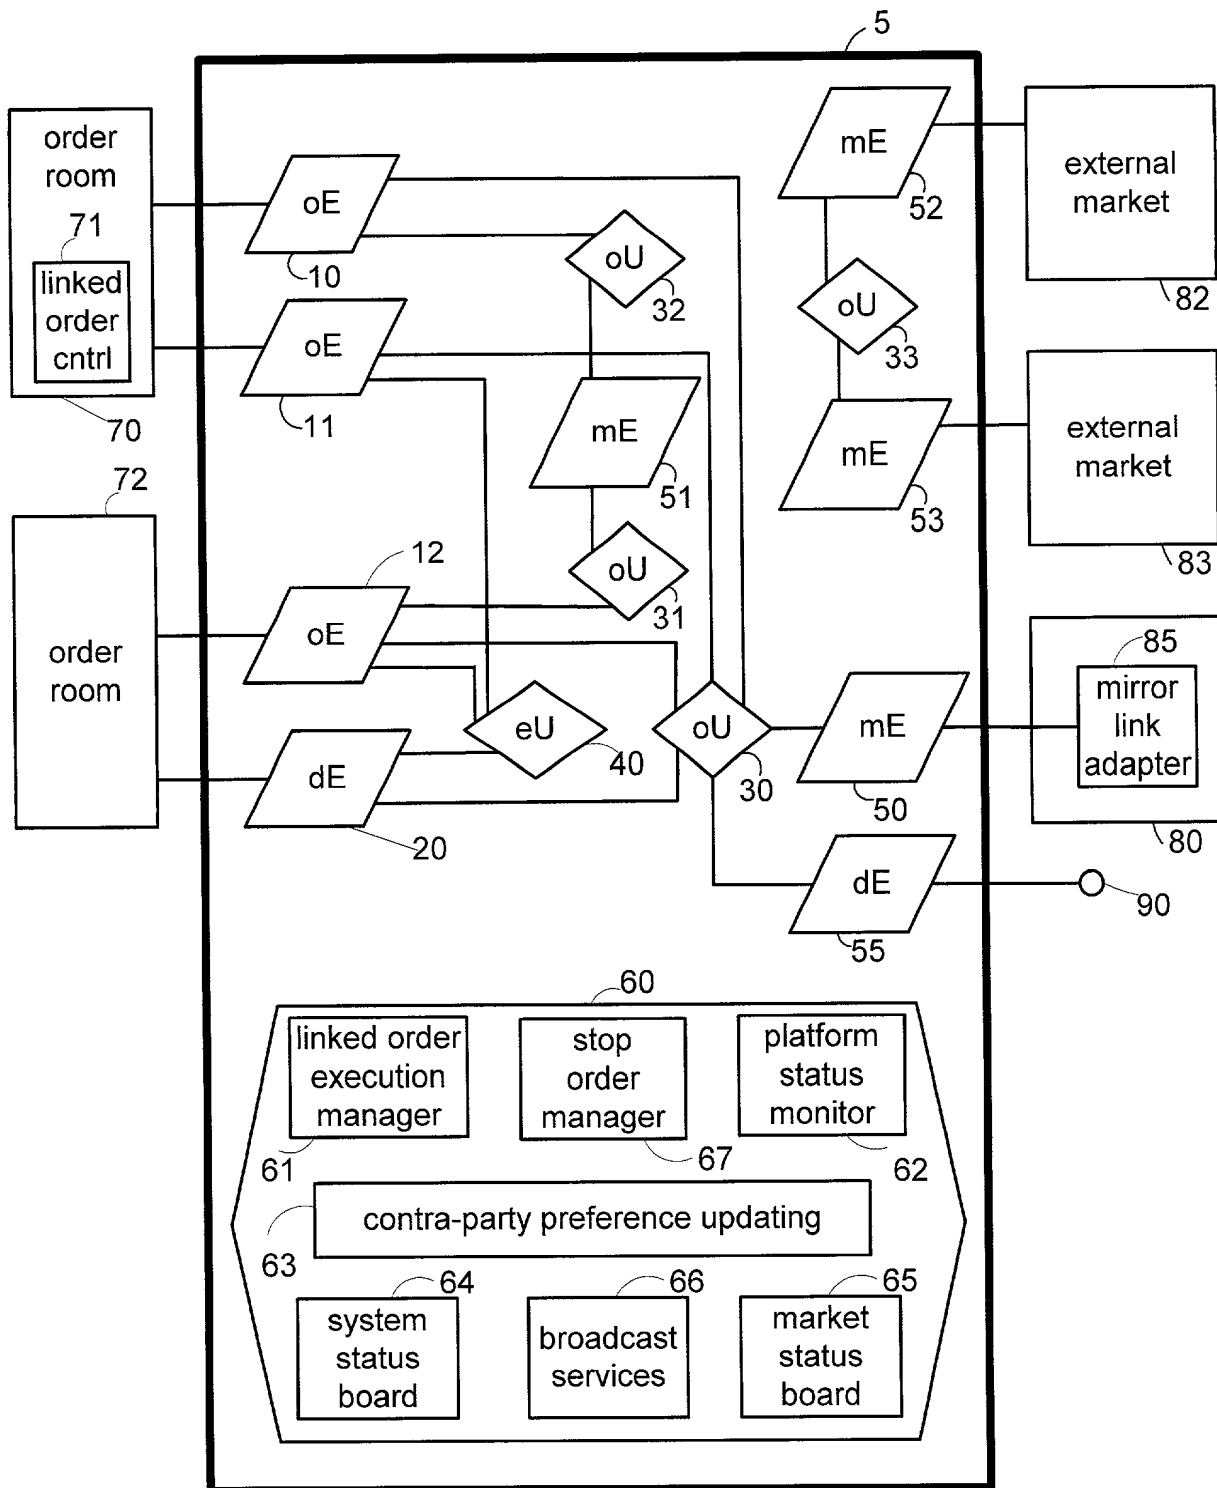 5
order
room
71
linked
order
cntrl
70
oE
10
oE
11
oU
32
mE
51
oU
31
mE
52
oU
33
mE
53
external
market
82
external
market
83
72
order
room
12
oE
dE
20
eU
40
oU
30
mE
50
85
mirror
link
adapter
80
dE
55
90
60
linked order
execution
manager
61
stop
order
manager
67
platform
status
monitor
62
contra-party preference updating
63
64
system
status
board
66
broadcast
services
65
market
status
board